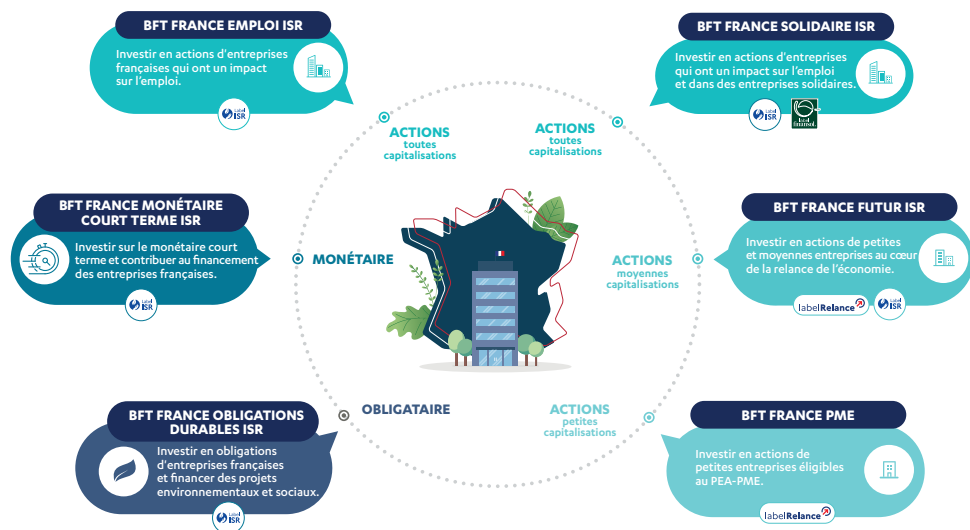 BFT FRANCE EMPLOI ISR
Investir en actions d'entreprises
françaises qui ont un impact
sur l'emploi.
Label
ISR
BFT FRANCE SOLIDAIRE ISR
Investir en actions d'entreprises
qui ont un impact sur l'emploi
et dans des entreprises solidaires.
Label
ISR
label
finansol
ACTIONS
toutes
capitalisations
ACTIONS
toutes
capitalisations
BFT FRANCE MONÉTAIRE
COURT TERME ISR
Investir sur le monétaire court
terme et contribuer au financement
des entreprises françaises.
Label
ISR
MONÉTAIRE
ACTIONS
moyennes
capitalisations
BFT FRANCE FUTUR ISR
Investir en actions de petites
et moyennes entreprises au cœur
de la relance de l'économie.
labelRelance
Label
ISR
BFT FRANCE OBLIGATIONS
DURABLES ISR
Investir en obligations
d'entreprises françaises
et financer des projets
environnementaux et sociaux.
Label
ISR
OBLIGATAIRE
ACTIONS
petites
capitalisations
BFT FRANCE PME
Investir en actions de
petites entreprises éligibles
au PEA-PME.
labelRelance